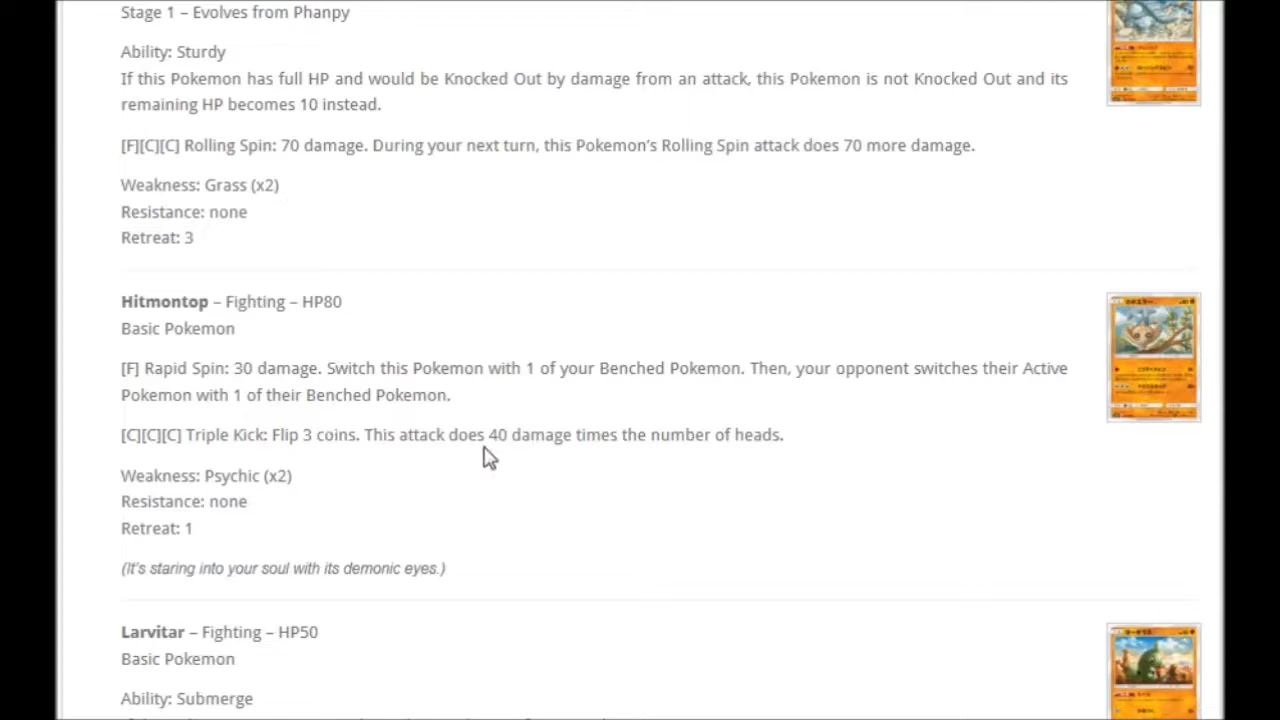 Stage 1 – Evolves from Phanpy
Ability: Sturdy
If this Pokemon has full HP and would be Knocked Out by damage from an attack, this Pokemon is not Knocked Out and its
remaining HP becomes 10 instead.
[F][C][C] Rolling Spin: 70 damage. During your next turn, this Pokemon’s Rolling Spin attack does 70 more damage.
Weakness: Grass (x2)
Resistance: none
Retreat: 3
Hitmontop – Fighting – HP80
Basic Pokemon
[F] Rapid Spin: 30 damage. Switch this Pokemon with 1 of your Benched Pokemon. Then, your opponent switches their Active
Pokemon with 1 of their Benched Pokemon.
[C][C][C] Triple Kick: Flip 3 coins. This attack does 40 damage times the number of heads.
Weakness: Psychic (x2)
Resistance: none
Retreat: 1
(It's staring into your soul with its demonic eyes.)
Larvitar – Fighting – HP50
Basic Pokemon
Ability: Submerge